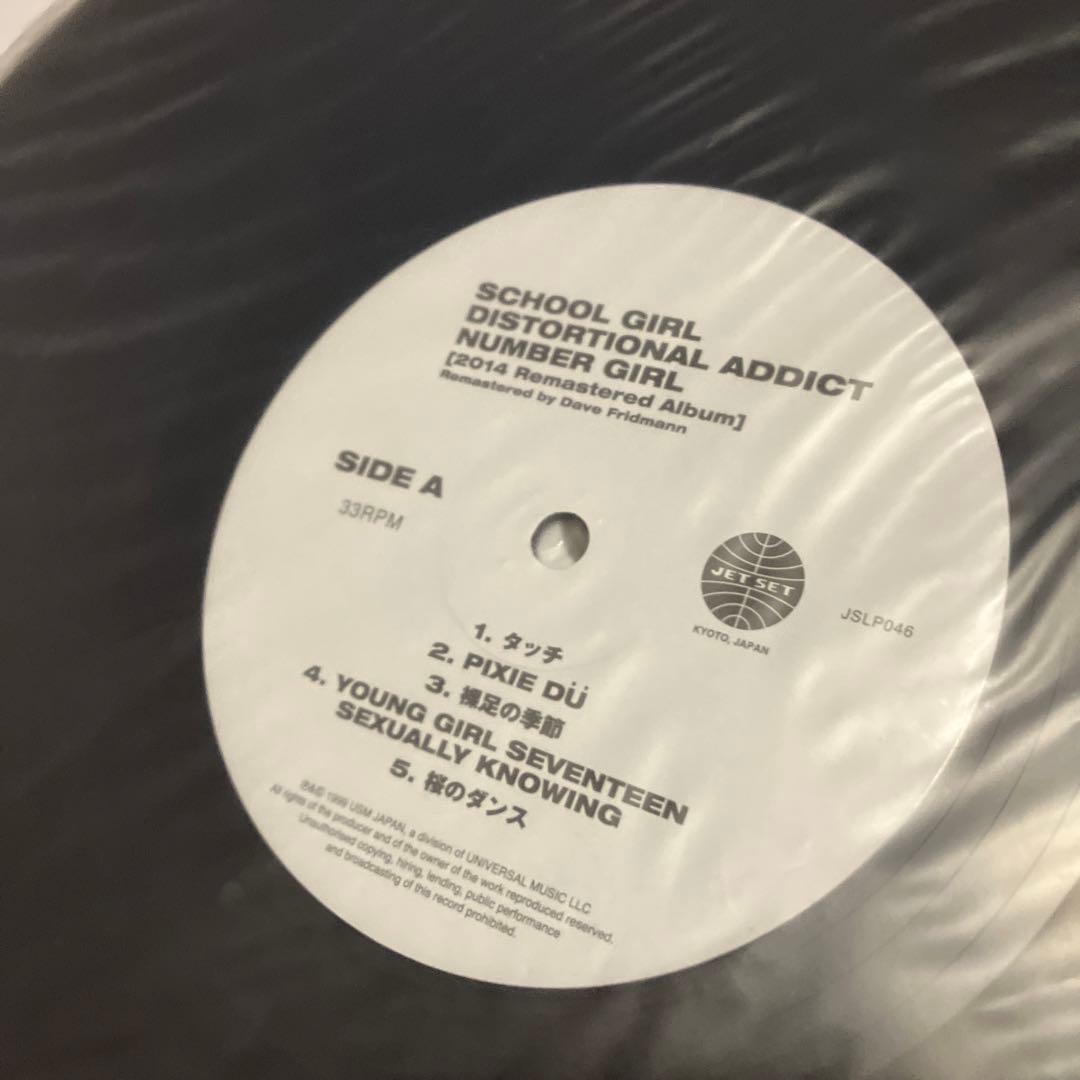 SCHOOL GIRL
DISTORTIONAL ADDICT
NUMBER GIRL
[2014 Remastered Album]
Remastered by Dave Fridmann
SIDE A
33RPM
JET SET
KYOTO, JAPAN
JSLP046
1. タッチ
2. PIXIE DÜ
3. 裸足の季節
4. YOUNG GIRL SEVENTEEN
SEXUALLY KNOWING
5. 桜のダンス
℗&© 1999 USM JAPAN, a division of UNIVERSAL MUSIC LLC
All rights of the producer and of the owner of the work reproduced reserved.
Unauthorised copying, hiring, lending, public performance
and broadcasting of this record prohibited.